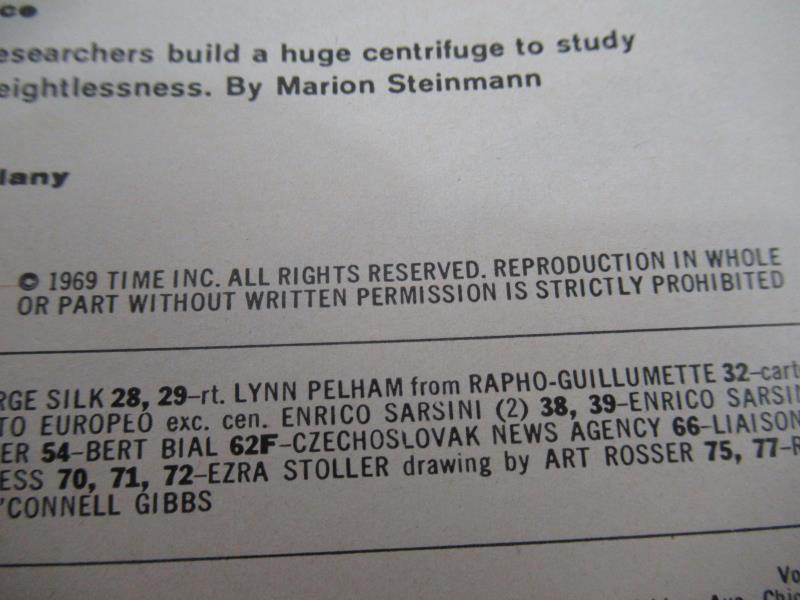 ce
esearchers build a huge centrifuge to study
eightlessness. By Marion Steinmann
lany
© 1969 TIME INC. ALL RIGHTS RESERVED. REPRODUCTION IN WHOLE
OR PART WITHOUT WRITTEN PERMISSION IS STRICTLY PROHIBITED
RGE SILK 28, 29–rt. LYNN PELHAM from RAPHO-GUILLUMETTE 32–cart
TO EUROPEO exc. cen. ENRICO SARSINI (2) 38, 39–ENRICO SARSIN
ER 54–BERT BIAL 62F–CZECHOSLOVAK NEWS AGENCY 66–LIAISON
ESS 70, 71, 72–EZRA STOLLER drawing by ART ROSSER 75, 77–R
'CONNELL GIBBS
Vo